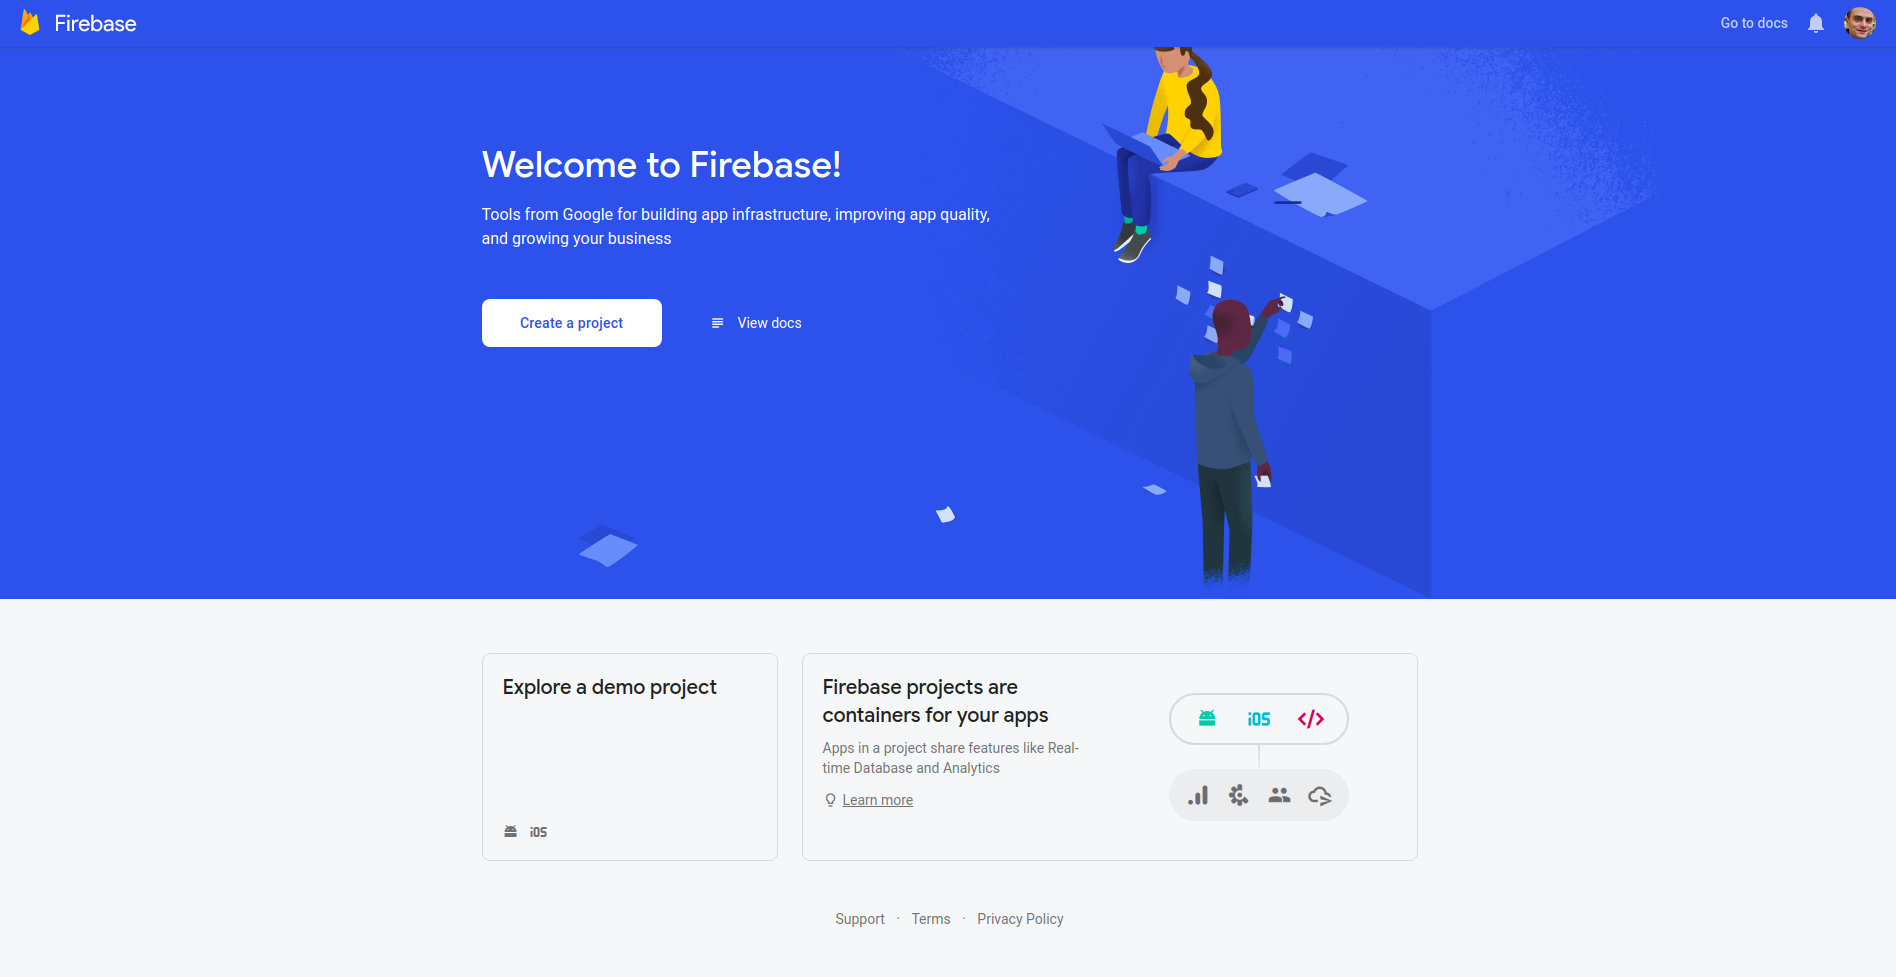 Firebase
Go to docs
Welcome to Firebase!
Tools from Google for building app infrastructure, improving app quality,
and growing your business
Create a project
View docs
Explore a demo project
iOS
Firebase projects are
containers for your apps
Apps in a project share features like Real-
time Database and Analytics
Learn more
iOS
Support · Terms · Privacy Policy